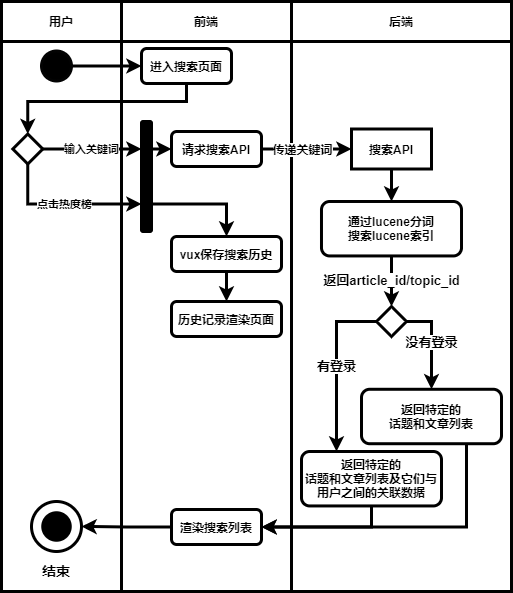 用户
前端
后端
进入搜索页面
输入关键词
请求搜索API
传递关键词
搜索API
点击热度榜
通过lucene分词
搜索lucene索引
vux保存搜索历史
返回article_id/topic_id
历史记录渲染页面
没有登录
有登录
返回特定的
话题和文章列表
返回特定的
话题和文章列表及它们与
用户之间的关联数据
渲染搜索列表
结束